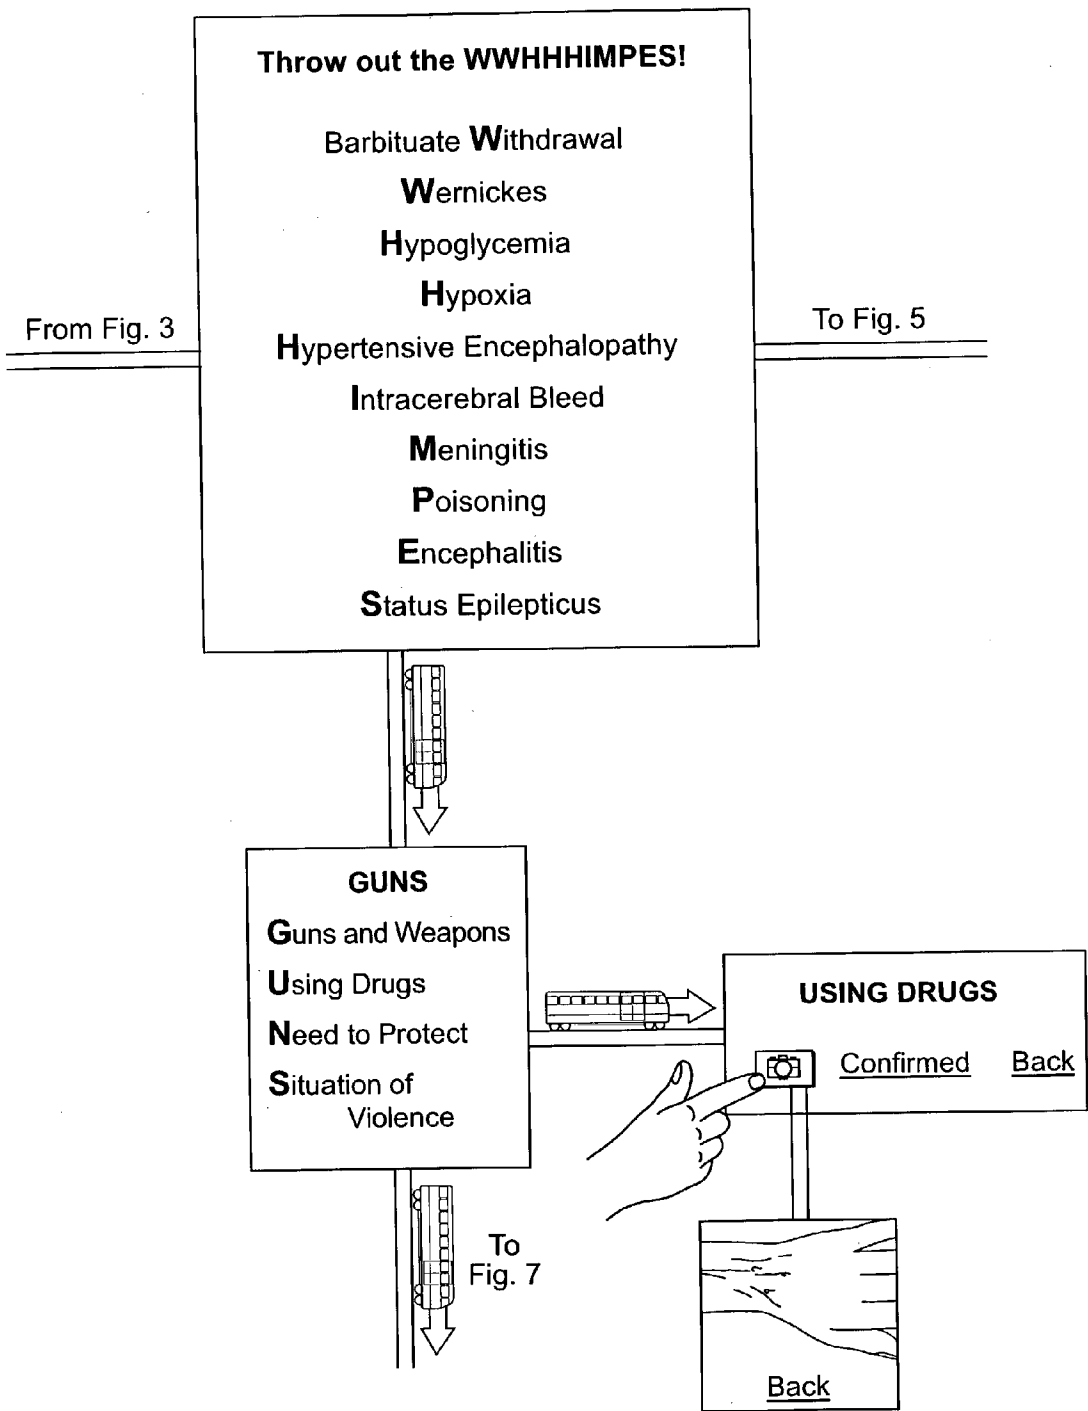 Throw out the WWHHHIMPES!
Barbituate Withdrawal
Wernickes
Hypoglycemia
Hypoxia
Hypertensive Encephalopathy
Intracerebral Bleed
Meningitis
Poisoning
Encephalitis
Status Epilepticus
From Fig. 3
To Fig. 5
GUNS
Guns and Weapons
Using Drugs
Need to Protect
Situation of
Violence
USING DRUGS
Confirmed Back
To
Fig. 7
Back